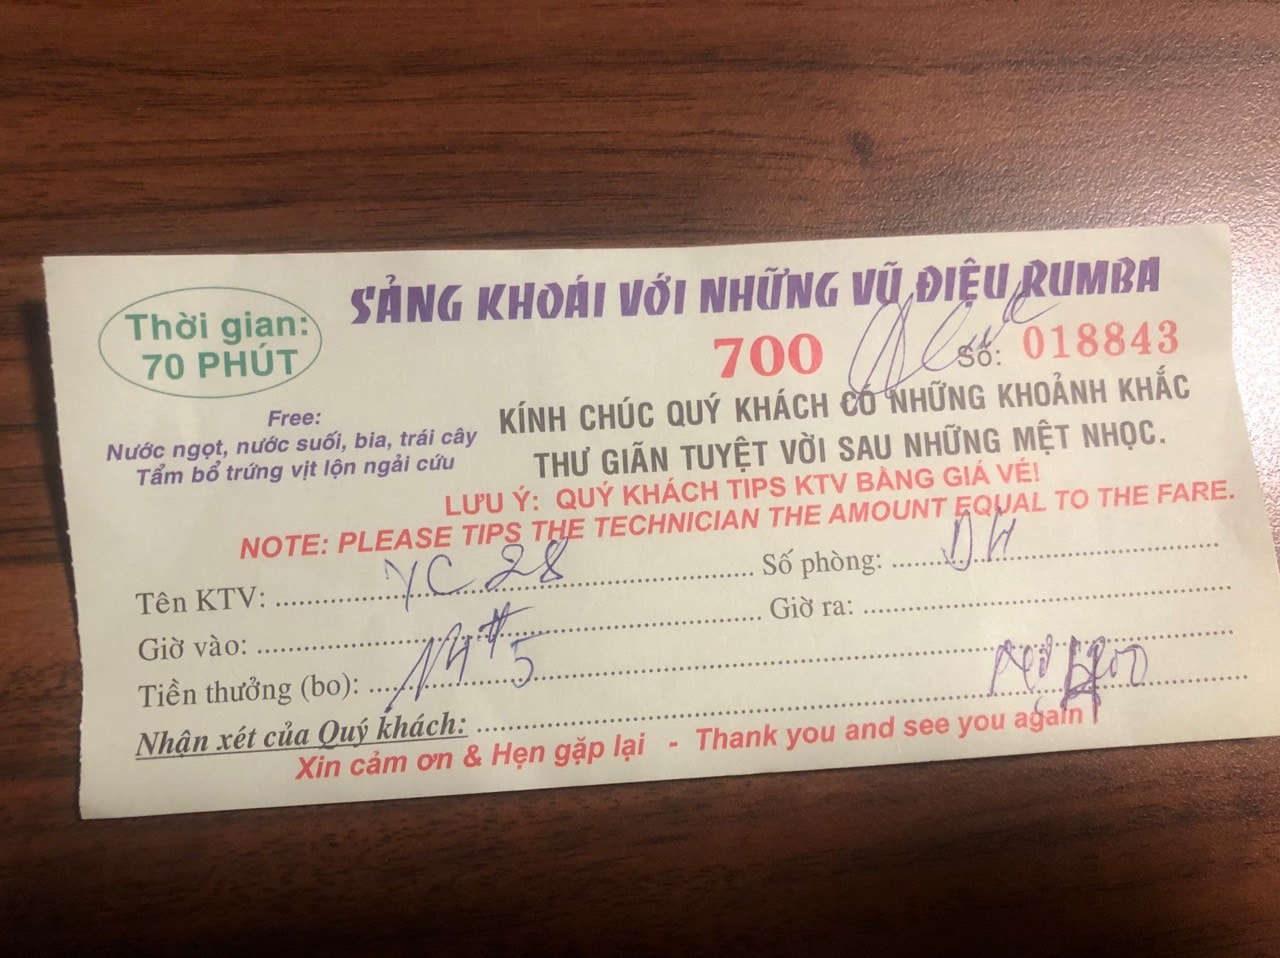 SẢNG KHOÁI VỚI NHỮNG VŨ ĐIỆU RUMBA
Thời gian:
70 PHÚT
700 Số: 018843
Free:
Nước ngọt, nước suối, bia, trái cây
Tẩm bổ trứng vịt lộn ngải cứu
KÍNH CHÚC QUÝ KHÁCH CÓ NHỮNG KHOẢNH KHẮC
THƯ GIÃN TUYỆT VỜI SAU NHỮNG MỆT NHỌC.
LƯU Ý: QUÝ KHÁCH TIPS KTV BẰNG GIÁ VÉ!
NOTE: PLEASE TIPS THE TECHNICIAN THE AMOUNT EQUAL TO THE FARE.
Tên KTV: YC 28 Số phòng:
Giờ vào: Giờ ra:
Tiền thưởng (bo):
Nhận xét của Quý khách:
Xin cảm ơn & Hẹn gặp lại - Thank you and see you again